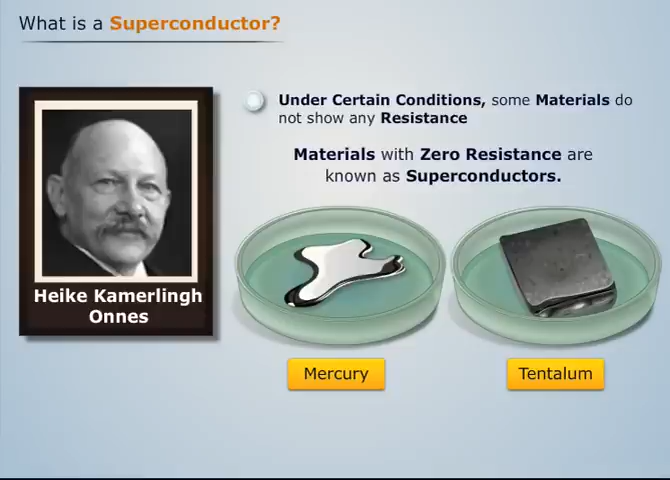 What is a Superconductor?
Under Certain Conditions, some Materials do
not show any Resistance
Materials with Zero Resistance are
known as Superconductors.
Heike Kamerlingh
Onnes
Mercury
Tentalum